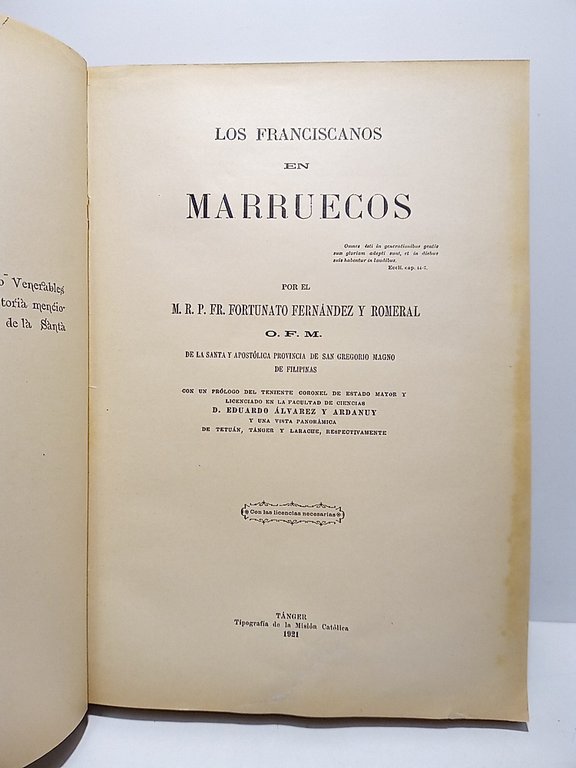 o Venerables
toria mencio-
de la Santa
LOS FRANCISCANOS
EN
MARRUECOS
Omnes isti in generationibus gentis
suæ gloriam adepti sunt, et in diebus
suis habentur in laudibus.
Eccli. cap. 44-7.
POR EL
M. R. P. FR. FORTUNATO FERNÁNDEZ Y ROMERAL
O. F. M.
DE LA SANTA Y APOSTÓLICA PROVINCIA DE SAN GREGORIO MAGNO
DE FILIPINAS
CON UN PRÓLOGO DEL TENIENTE CORONEL DE ESTADO MAYOR Y
LICENCIADO EN LA FACULTAD DE CIENCIAS
D. EDUARDO ÁLVAREZ Y ARDANUY
Y UNA VISTA PANORÁMICA
DE TETUÁN, TÁNGER Y LARACHE, RESPECTIVAMENTE
Con las licencias necesarias
TÁNGER
Tipografía de la Misión Católica
1921